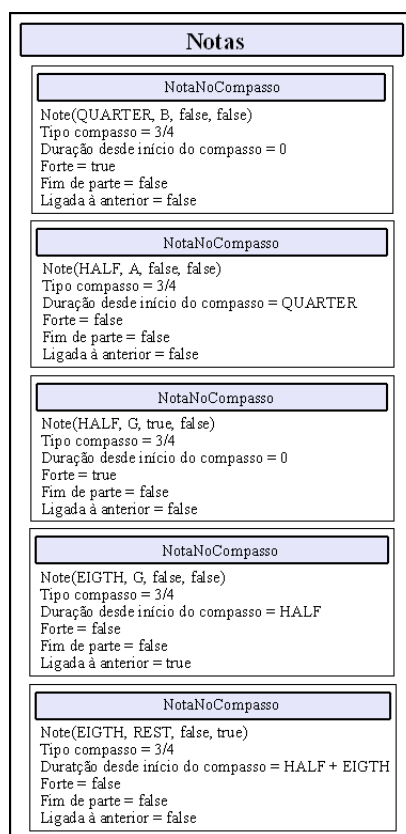 Notas
NotaNoCompasso
Note(QUARTER, B, false, false)
Tipo compasso = 3/4
Duração desde início do compasso = 0
Forte = true
Fim de parte = false
Ligada à anterior = false
NotaNoCompasso
Note(HALF, A, false, false)
Tipo compasso = 3/4
Duração desde início do compasso = QUARTER
Forte = false
Fim de parte = false
Ligada à anterior = false
NotaNoCompasso
Note(HALF, G, true, false)
Tipo compasso = 3/4
Duração desde início do compasso = 0
Forte = true
Fim de parte = false
Ligada à anterior = false
NotaNoCompasso
Note(EIGTH, G, false, false)
Tipo compasso = 3/4
Duração desde início do compasso = HALF
Forte = false
Fim de parte = false
Ligada à anterior = true
NotaNoCompasso
Note(EIGTH, REST, false, true)
Tipo compasso = 3/4
Duratção desde início do compasso = HALF + EIGTH
Forte = false
Fim de parte = false
Ligada à anterior = false